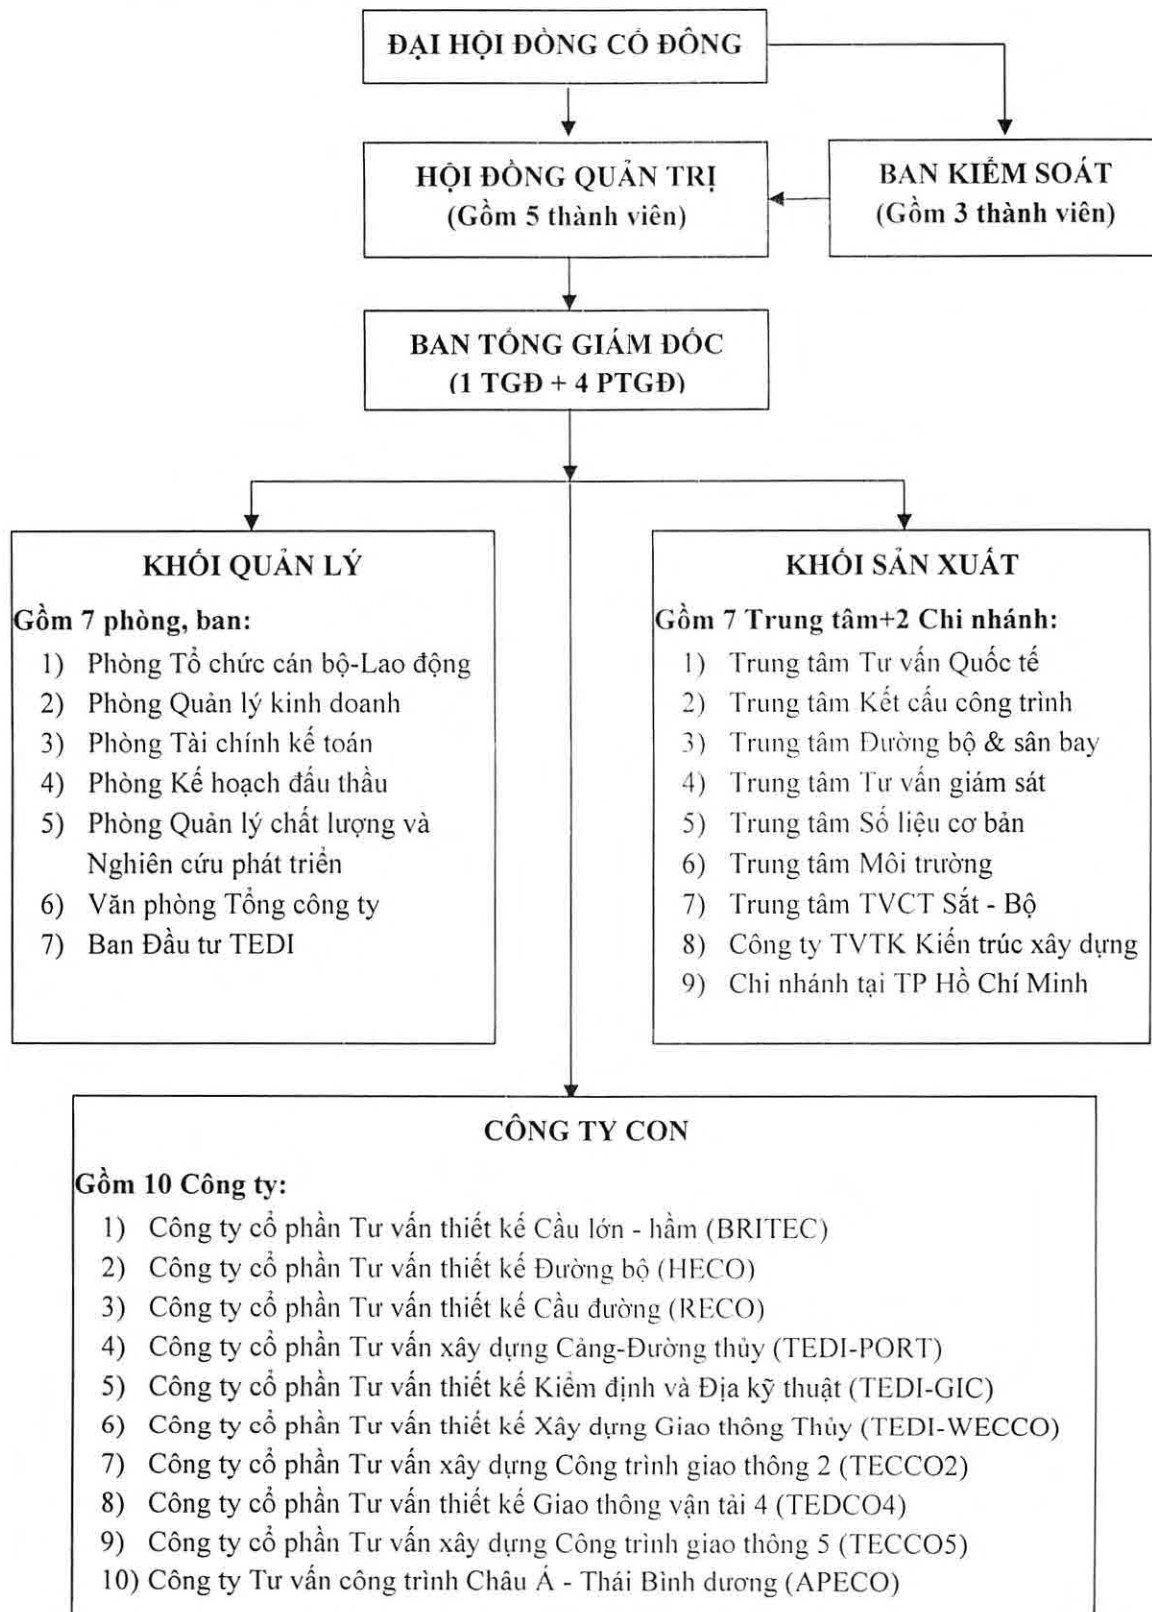 ĐẠI HỘI ĐỒNG CỔ ĐÔNG
HỘI ĐỒNG QUẢN TRỊ
(Gồm 5 thành viên)
BAN KIỂM SOÁT
(Gồm 3 thành viên)
BAN TỔNG GIÁM ĐỐC
(1 TGĐ + 4 PTGĐ)
KHỐI QUẢN LÝ
Gồm 7 phòng, ban:
1) Phòng Tổ chức cán bộ-Lao động
2) Phòng Quản lý kinh doanh
3) Phòng Tài chính kế toán
4) Phòng Kế hoạch đấu thầu
5) Phòng Quản lý chất lượng và
Nghiên cứu phát triển
6) Văn phòng Tổng công ty
7) Ban Đầu tư TEDI
KHỐI SẢN XUẤT
Gồm 7 Trung tâm+2 Chi nhánh:
1) Trung tâm Tư vấn Quốc tế
2) Trung tâm Kết cấu công trình
3) Trung tâm Đường bộ & sân bay
4) Trung tâm Tư vấn giám sát
5) Trung tâm Số liệu cơ bản
6) Trung tâm Môi trường
7) Trung tâm TVCT Sắt - Bộ
8) Công ty TVTK Kiến trúc xây dựng
9) Chi nhánh tại TP Hồ Chí Minh
CÔNG TY CON
Gồm 10 Công ty:
1) Công ty cổ phần Tư vấn thiết kế Cầu lớn - hầm (BRITEC)
2) Công ty cổ phần Tư vấn thiết kế Đường bộ (HECO)
3) Công ty cổ phần Tư vấn thiết kế Cầu đường (RECO)
4) Công ty cổ phần Tư vấn xây dựng Cảng-Đường thủy (TEDI-PORT)
5) Công ty cổ phần Tư vấn thiết kế Kiểm định và Địa kỹ thuật (TEDI-GIC)
6) Công ty cổ phần Tư vấn thiết kế Xây dựng Giao thông Thủy (TEDI-WECCO)
7) Công ty cổ phần Tư vấn xây dựng Công trình giao thông 2 (TECCO2)
8) Công ty cổ phần Tư vấn thiết kế Giao thông vận tải 4 (TEDCO4)
9) Công ty cổ phần Tư vấn xây dựng Công trình giao thông 5 (TECCO5)
10) Công ty Tư vấn công trình Châu Á - Thái Bình dương (APECO)